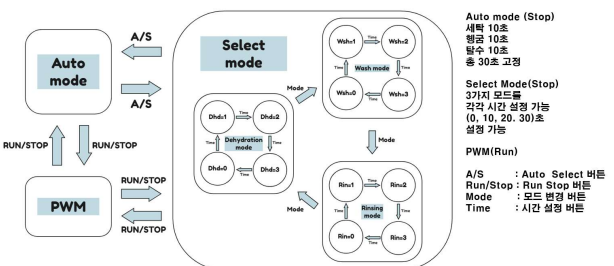 A/S
Auto
mode
A/S
RUN/STOP
RUN/STOP
PWM
RUN/STOP
RUN/STOP
Select
mode
Mode
Wsh=1
Time
Wsh=2
Time
Wash mode
Time
Wsh=0
Time
Wsh=3
Mode
Dhd=1
Time
Dhd=2
Time
Dehydration
mode
Time
Dhd=0
Time
Dhd=3
Mode
Rin=1
Time
Rin=2
Time
Rinsing
mode
Time
Rin=0
Time
Rin=3
Auto mode (Stop)
세탁 10초
헹굼 10초
탈수 10초
총 30초 고정
Select Mode(Stop)
3가지 모드를
각각 시간 설정 가능
(0, 10, 20. 30)초
설정 가능
PWM(Run)
A/S : Auto Select 버튼
Run/Stop : Run Stop 버튼
Mode : 모드 변경 버튼
Time : 시간 설정 버튼